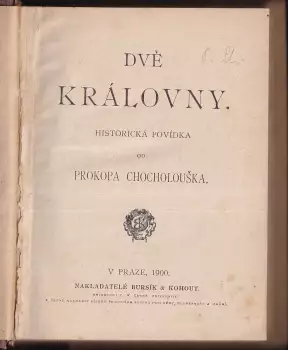 DVĚ
KRÁLOVNY.
HISTORICKÁ POVÍDKA
OD
PROKOPA CHOCHOLOUŠKA.
V PRAZE, 1900.
NAKLADATELÉ BURSÍK & KOHOUT,